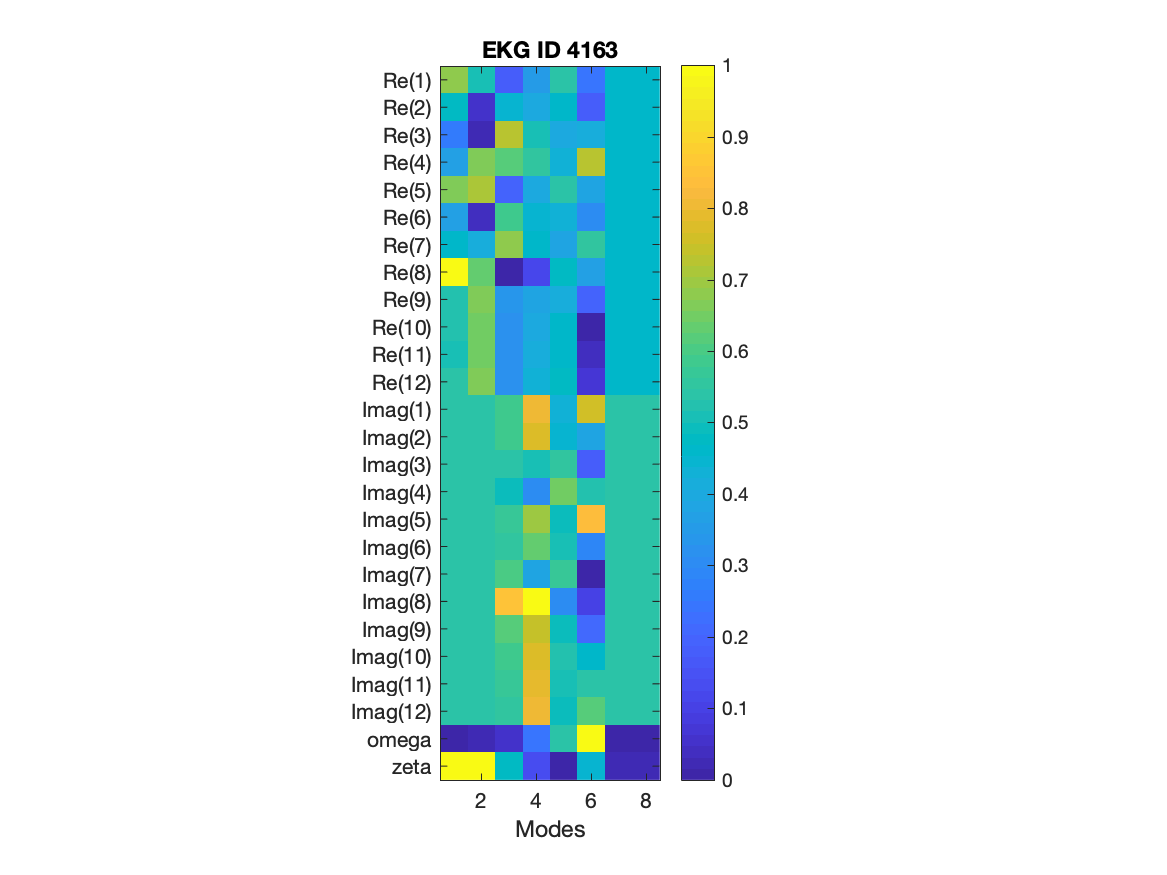 EKG ID 4163
Re(1)
Re(2)
Re(3)
Re(4)
Re(5)
Re(6)
Re(7)
Re(8)
Re(9)
Re(10)
Re(11)
Re(12)
Imag(1)
Imag(2)
Imag(3)
Imag(4)
Imag(5)
Imag(6)
Imag(7)
Imag(8)
Imag(9)
Imag(10)
Imag(11)
Imag(12)
omega
zeta
2 4 6 8
Modes
1
0.9
0.8
0.7
0.6
0.5
0.4
0.3
0.2
0.1
0